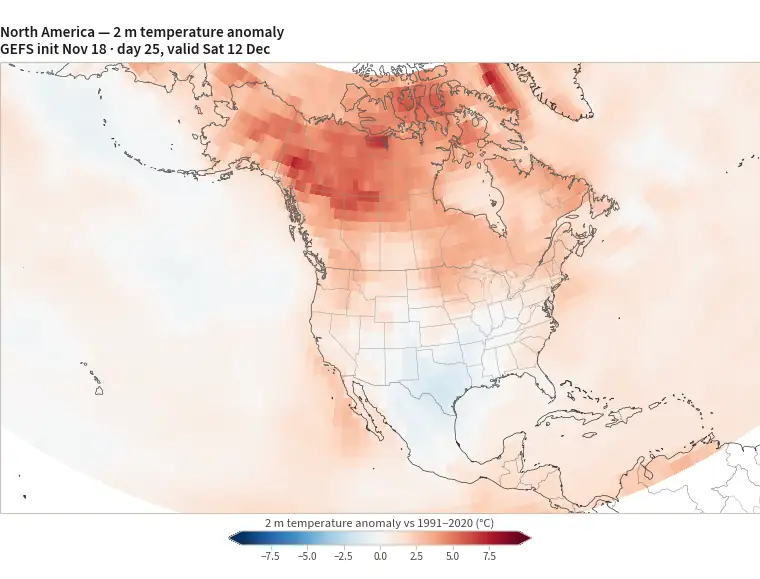 North America — 2 m temperature anomaly
GEFS init Nov 18 · day 25, valid Sat 12 Dec
2 m temperature anomaly vs 1991–2020 (°C)
−7.5 −5.0 −2.5 0.0 2.5 5.0 7.5